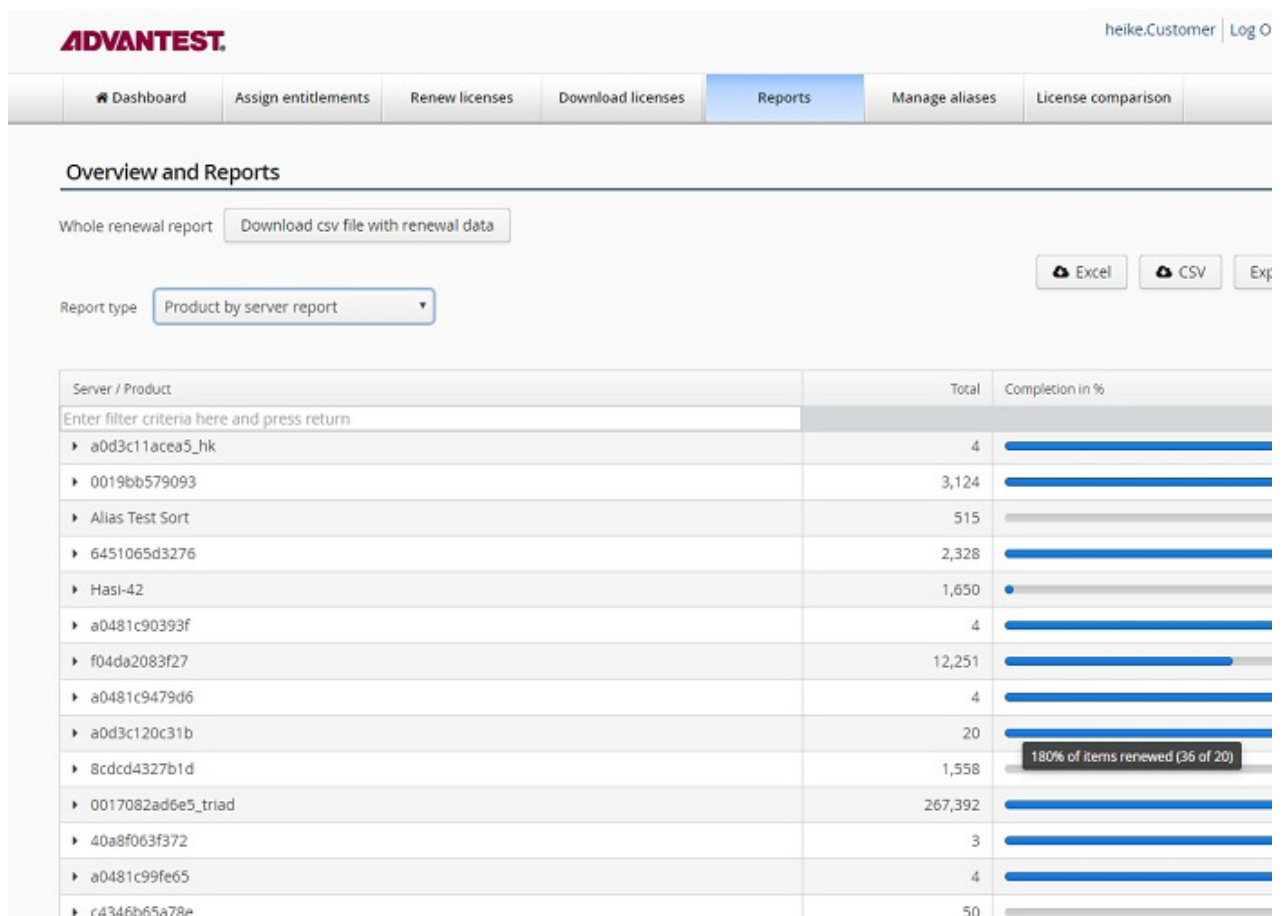 ADVANTEST
heike.Customer Log O
Dashboard Assign entitlements Renew licenses Download licenses Reports Manage aliases License comparison
Overview and Reports
Whole renewal report Download csv file with renewal data
Excel CSV Exp
Report type Product by server report
Server / Product Total Completion in %
Enter filter criteria here and press return
a0d3c11acea5_hk 4
0019bb579093 3,124
Alias Test Sort 515
6451065d3276 2,328
Hasi-42 1,650
a0481c90393f 4
f04da2083f27 12,251
a0481c9479d6 4
a0d3c120c31b 20
180% of items renewed (36 of 20)
8cdcd4327b1d 1,558
0017082ad6e5_triad 267,392
40a8f063f372 3
a0481c99fe65 4
c4346b65a78e 50